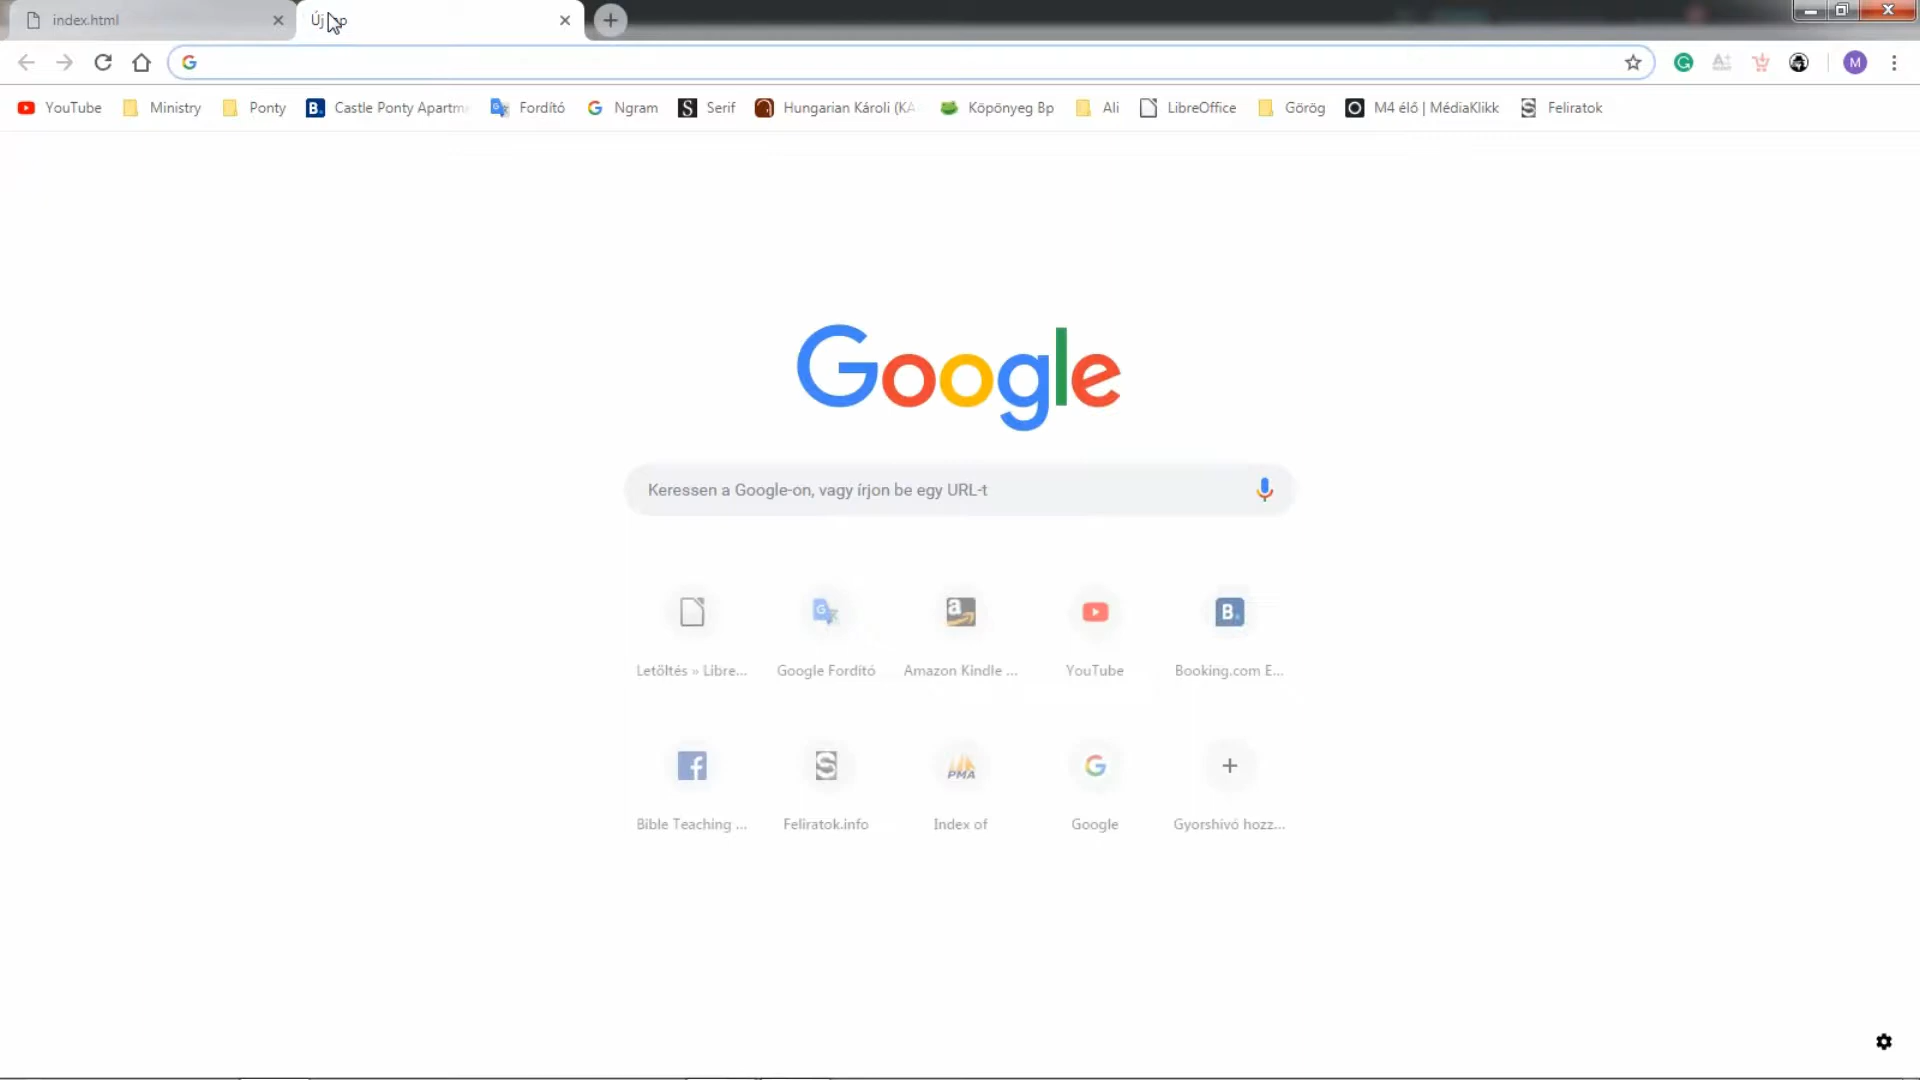 index.html
Új
YouTube Ministry Ponty B. Castle Ponty Apartme Fordító Ngram S Serif Hungarian Károli (KA Köpönyeg Bp Ali LibreOffice Görög M4 élő | MédiaKlikk Feliratok
M
Google
Keressen a Google-on, vagy írjon be egy URL-t
Letöltés » Libre... Google Fordító Amazon Kindle ... YouTube Booking.com E...
PMA
Bible Teaching ... Feliratok.info Index of Google Gyorshívó hozz...